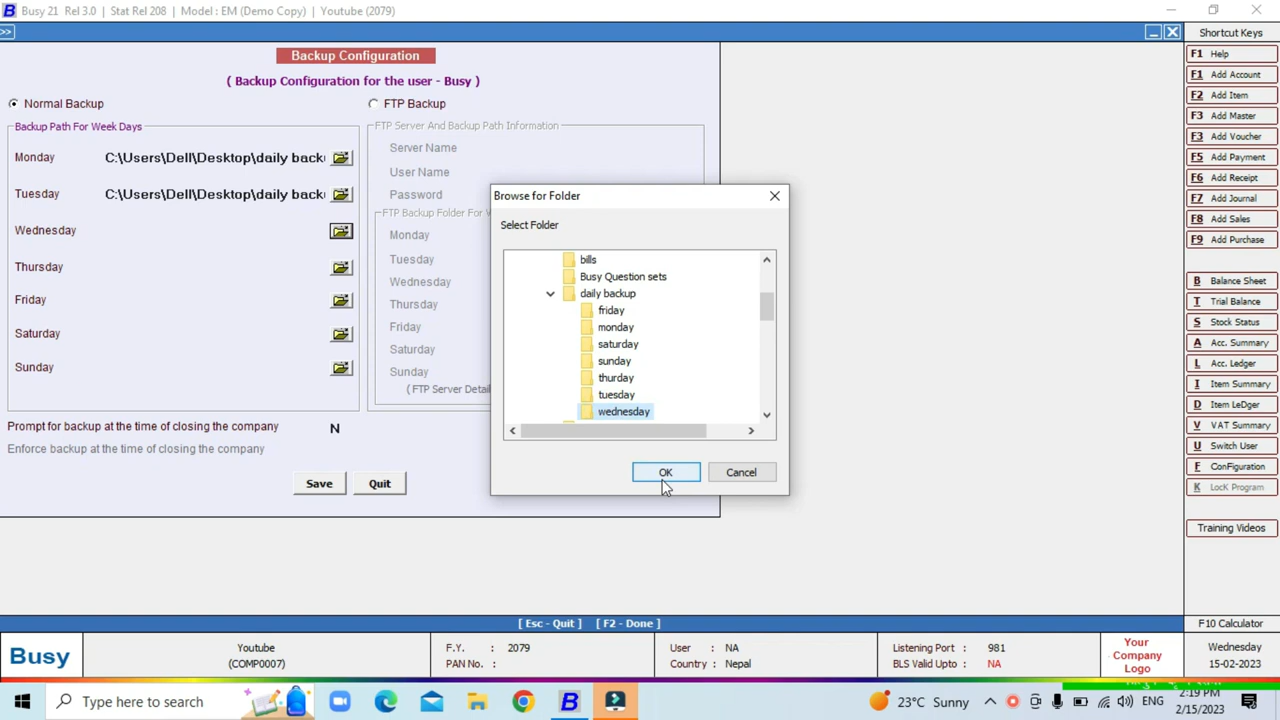 Busy 21 Rel 3.0 | Stat Rel 208 | Model : EM (Demo Copy) | Youtube (2079)
>>
Backup Configuration
( Backup Configuration for the user - Busy )
Normal Backup
FTP Backup
Backup Path For Week Days
Monday C:\Users\Dell\Desktop\daily back
Tuesday C:\Users\Dell\Desktop\daily back
Wednesday
Thursday
Friday
Saturday
Sunday
FTP Server And Backup Path Information
Server Name
User Name
Password
FTP Backup Folder For
Monday
Tuesday
Wednesday
Thursday
Friday
Saturday
Sunday
( FTP Server Detail
Prompt for backup at the time of closing the company N
Enforce backup at the time of closing the company
Save Quit
Browse for Folder
Select Folder
bills
Busy Question sets
daily backup
friday
monday
saturday
sunday
thurday
tuesday
wednesday
OK Cancel
Shortcut Keys
F1 Help
F1 Add Account
F2 Add Item
F3 Add Master
F3 Add Voucher
F5 Add Payment
F6 Add Receipt
F7 Add Journal
F8 Add Sales
F9 Add Purchase
B Balance Sheet
T Trial Balance
S Stock Status
A Acc. Summary
L Acc. Ledger
I Item Summary
D Item LeDger
V VAT Summary
U Switch User
F ConFiguration
K LocK Program
Training Videos
[ Esc - Quit ] [ F2 - Done ]
F10 Calculator
Busy
Youtube
(COMP0007)
F.Y. : 2079
PAN No. :
User : NA
Country : Nepal
Listening Port : 981
BLS Valid Upto : NA
Your
Company
Logo
Wednesday
15-02-2023
Type here to search
23°C Sunny
ENG
2:19 PM
2/15/2023